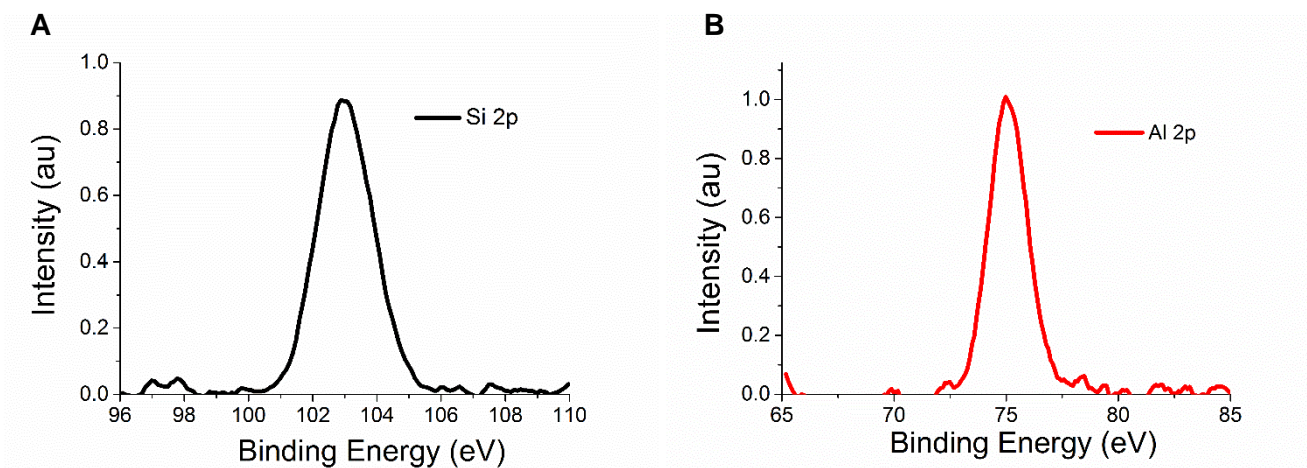 A
1.0
0.8
0.6
0.4
0.2
0.0
Intensity (au)
Si 2p
96 98 100 102 104 106 108 110
Binding Energy (eV)
B
1.0
0.8
0.6
0.4
0.2
0.0
Intensity (au)
Al 2p
65 70 75 80 85
Binding Energy (eV)